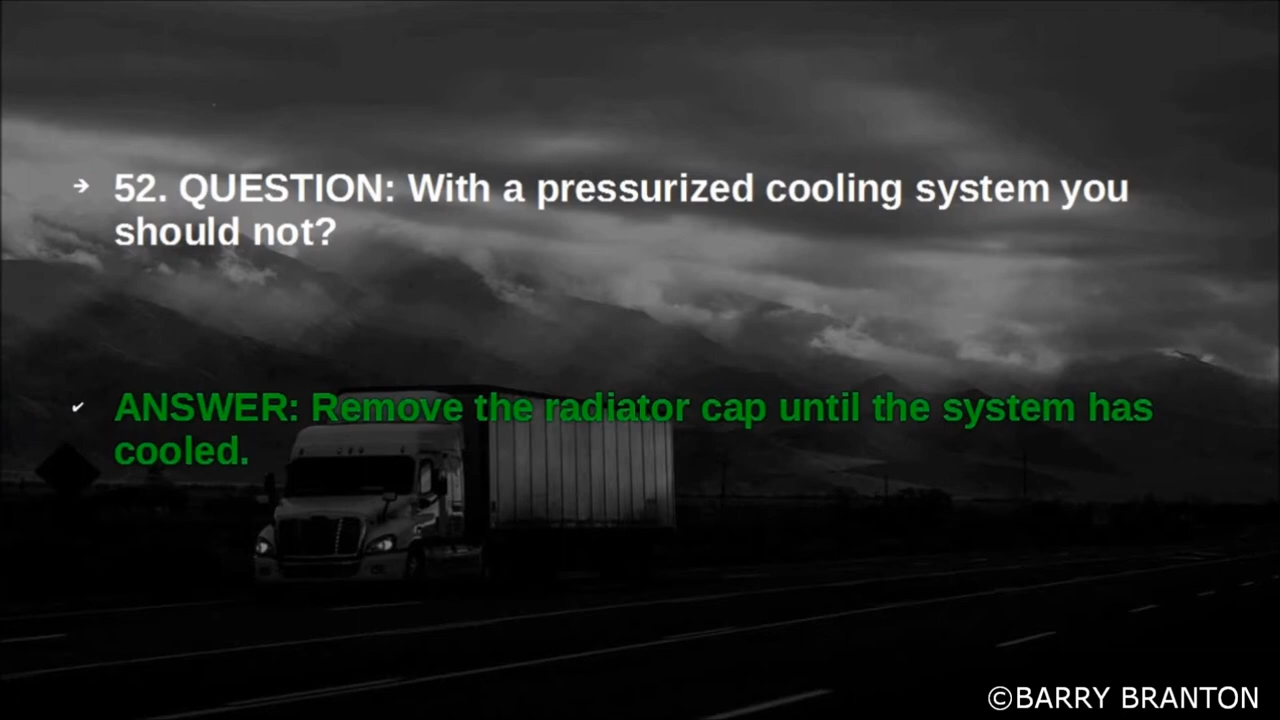 52. QUESTION: With a pressurized cooling system you
should not?
ANSWER: Remove the radiator cap until the system has
cooled.
©BARRY BRANTON